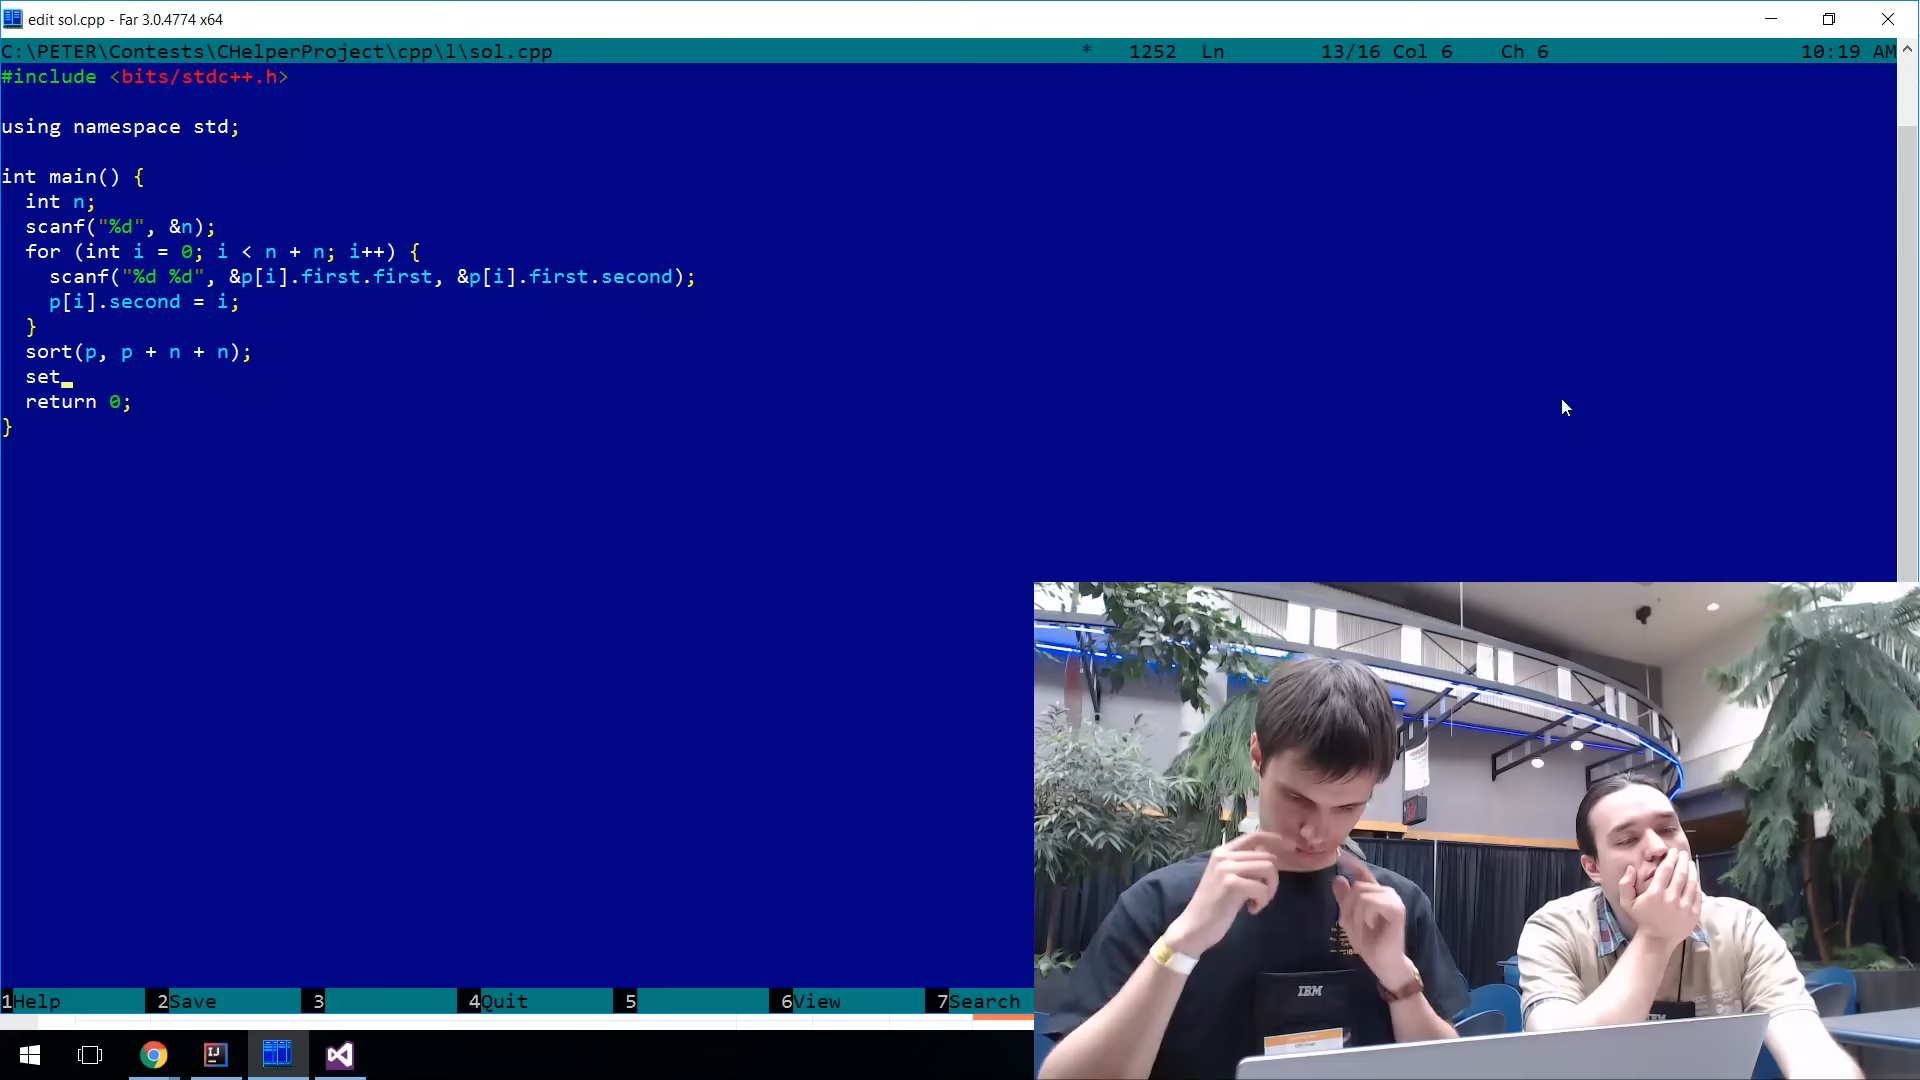 edit sol.cpp - Far 3.0.4774 x64
C:\PETER\Contests\CHelperProject\cpp\l\sol.cpp * 1252 Ln 13/16 Col 6 Ch 6 10:19 AM
#include <bits/stdc++.h>
using namespace std;
int main() {
int n;
scanf("%d", &n);
for (int i = 0; i < n + n; i++) {
scanf("%d %d", &p[i].first.first, &p[i].first.second);
p[i].second = i;
}
sort(p, p + n + n);
set
return 0;
}
1Help 2Save 3 4Quit 5 6View 7Search
IJ
IBM
IBM